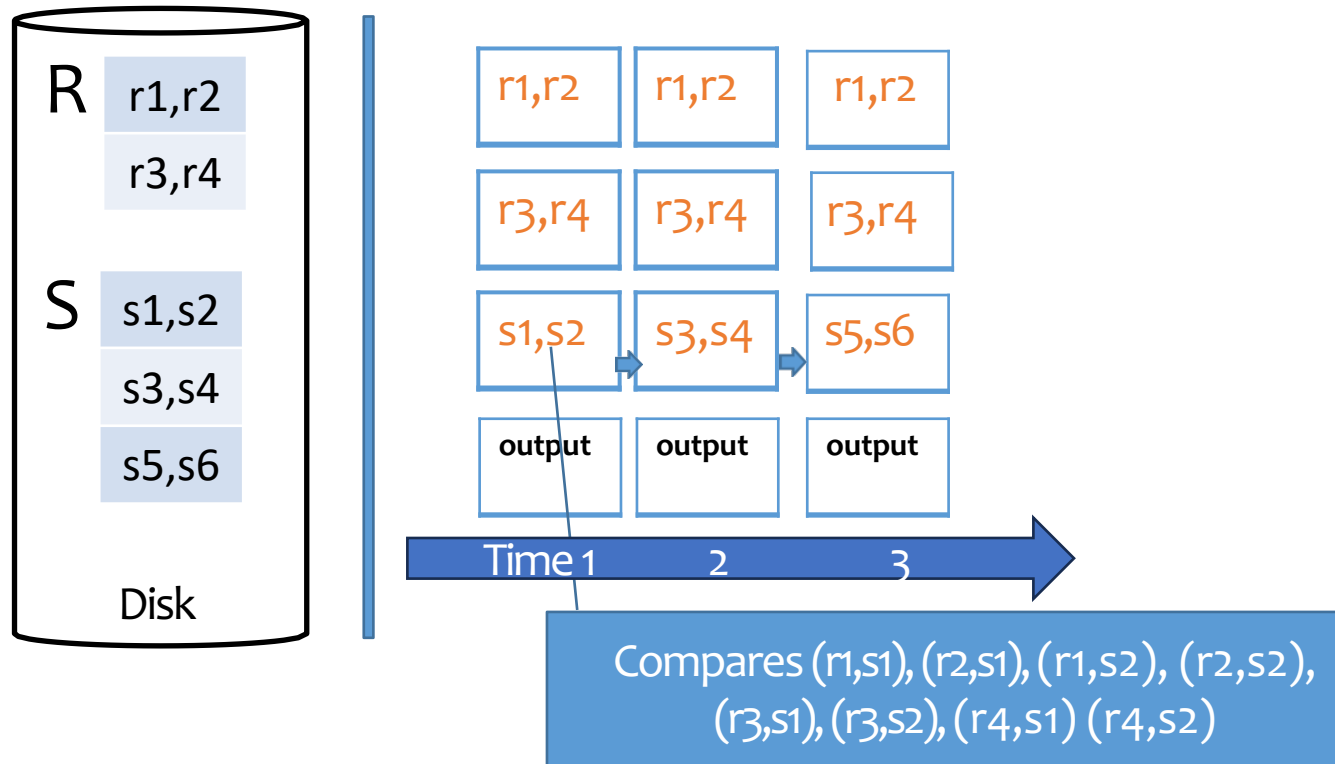 R
r1,r2
r3,r4
S
s1,s2
s3,s4
s5,s6
Disk
r1,r2 r1,r2 r1,r2
r3,r4 r3,r4 r3,r4
s1,s2 s3,s4 s5,s6
output output output
Time 1 2 3
Compares (r1,s1), (r2,s1), (r1,s2), (r2,s2),
(r3,s1), (r3,s2), (r4,s1) (r4,s2)